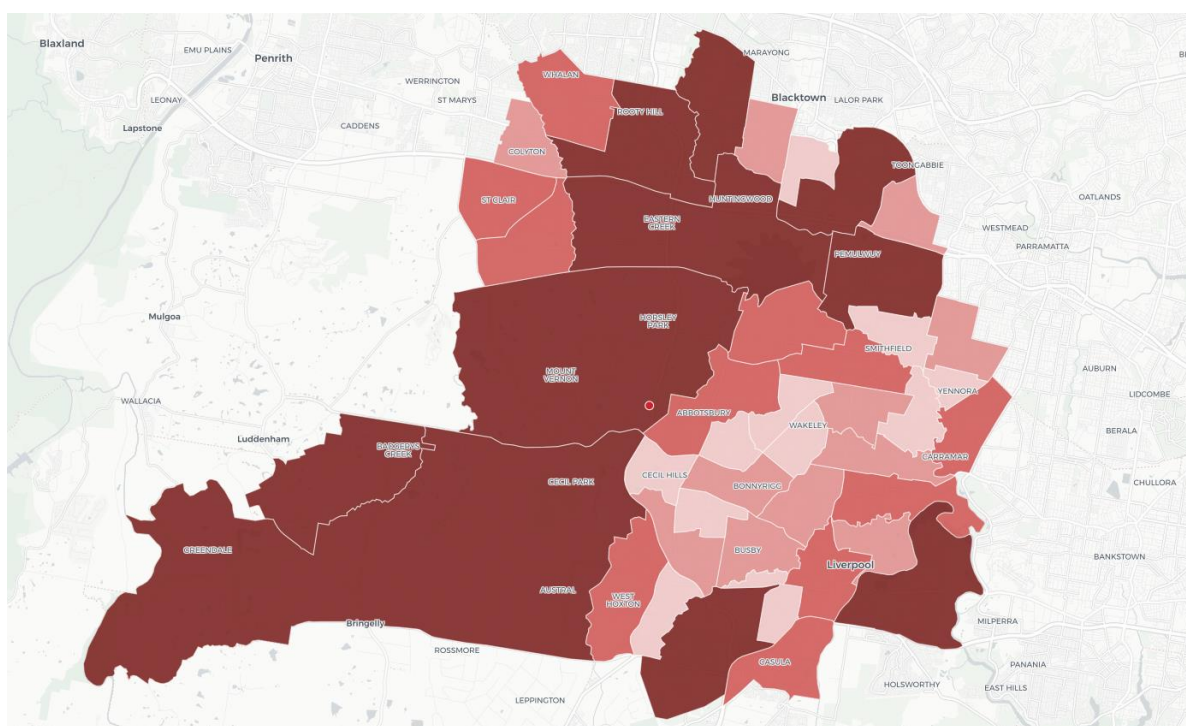 Blaxland
EMU PLAINS
Penrith
MARAYONG
WERRINGTON
WHALAN
LEONAY
ST MARYS
Blacktown
LALOR PARK
ROOTY HILL
Lapstone
CADDENS
COLYTON
TOONGABBIE
ST CLAIR
HUNTINGWOOD
OATLANDS
EASTERN
CREEK
WESTMEAD
PARRAMATTA
PEMULWUY
Mulgoa
HORSLEY
PARK
SMITHFIELD
AUBURN
MOUNT
VERNON
YENNORA
LIDCOMBE
WALLACIA
ABBOTSBURY
WAKELEY
BERALA
Luddenham
BADGERYS
CREEK
CARRAMAR
CECIL PARK
CECIL HILLS
BONNYRIGG
CHULLORA
GREENDALE
BUSBY
BANKSTOWN
Liverpool
AUSTRAL
WEST
HOXTON
Bringelly
MILPERRA
ROSSMORE
CASULA
PANANIA
LEPPINGTON
HOLSWORTHY
EAST HILLS